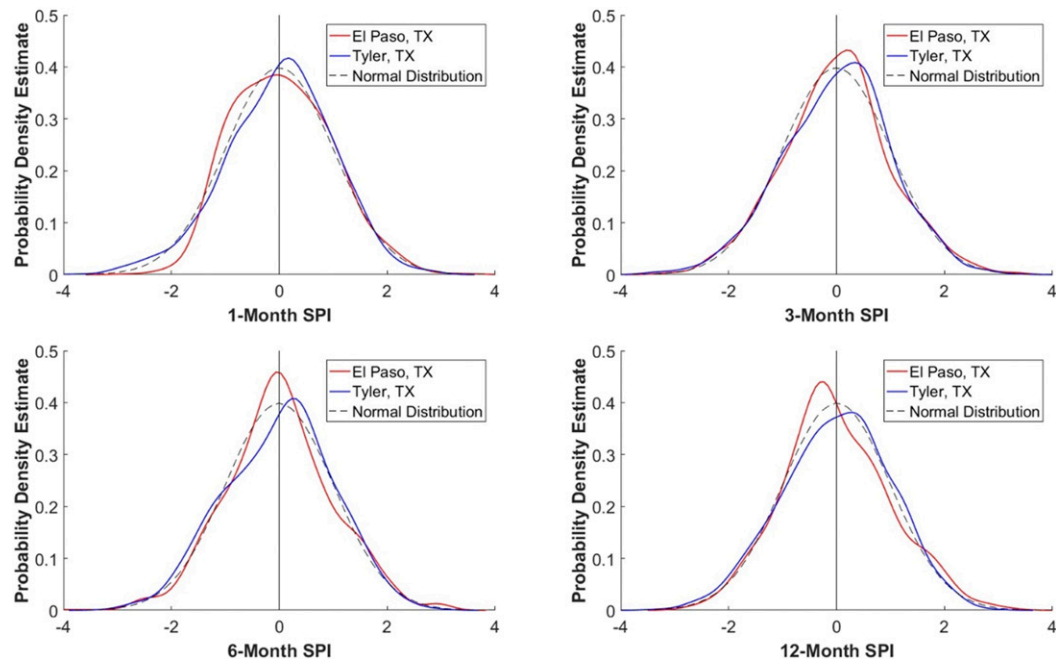 Probability Density Estimate
0.5
0.4
0.3
0.2
0.1
0
-4
-2
0
2
4
1-Month SPI
El Paso, TX
Tyler, TX
Normal Distribution
Probability Density Estimate
0.5
0.4
0.3
0.2
0.1
0
-4
-2
0
2
4
3-Month SPI
El Paso, TX
Tyler, TX
Normal Distribution
Probability Density Estimate
0.5
0.4
0.3
0.2
0.1
0
-4
-2
0
2
4
6-Month SPI
El Paso, TX
Tyler, TX
Normal Distribution
Probability Density Estimate
0.5
0.4
0.3
0.2
0.1
0
-4
-2
0
2
4
12-Month SPI
El Paso, TX
Tyler, TX
Normal Distribution